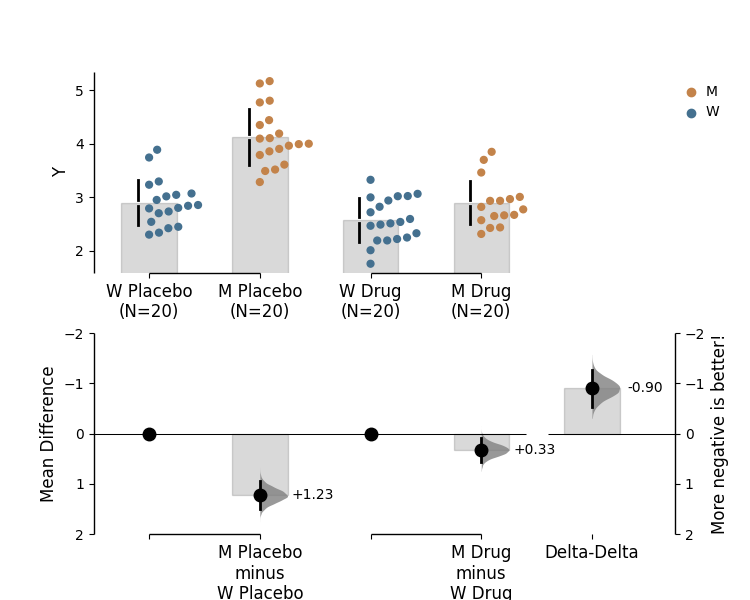 M
W
Y
5
4
3
2
W Placebo
(N=20)
M Placebo
(N=20)
W Drug
(N=20)
M Drug
(N=20)
Mean Difference
−2
−1
0
1
2
+1.23
+0.33
-0.90
−2
−1
0
1
2
More negative is better!
M Placebo
minus
W Placebo
M Drug
minus
W Drug
Delta-Delta